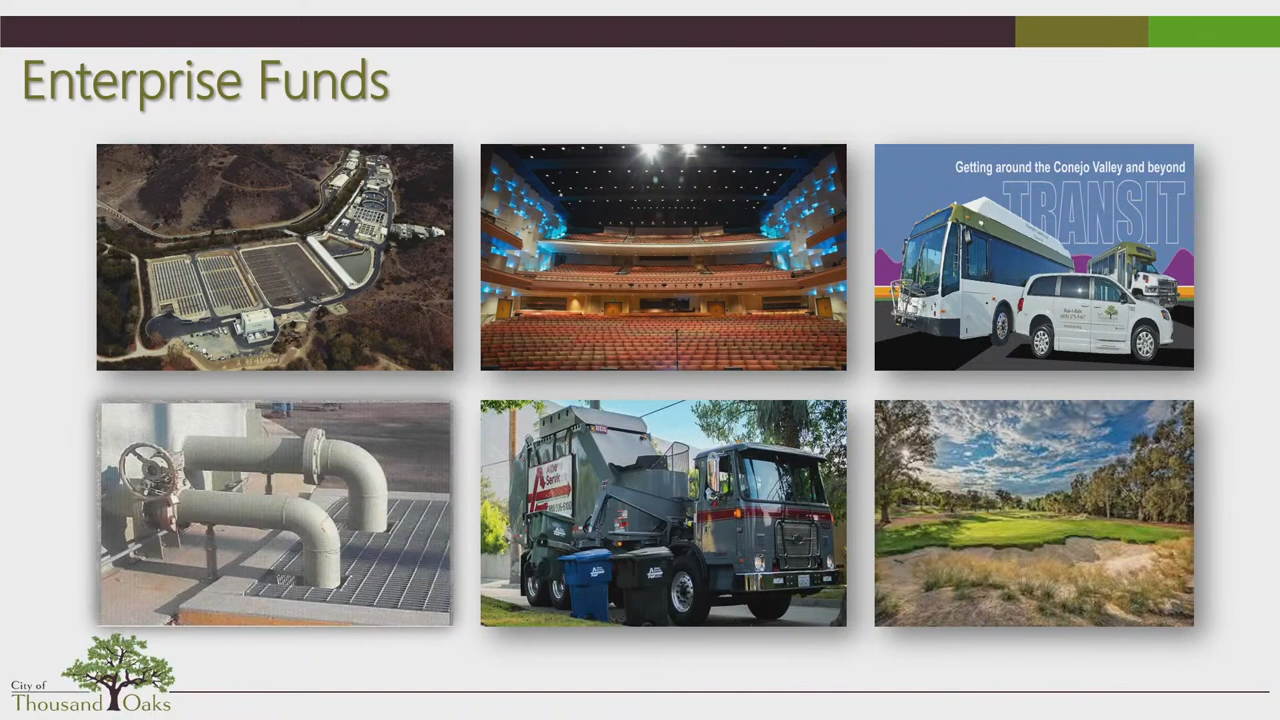 Enterprise Funds
Getting around the Conejo Valley and beyond
TRANSIT
City of
Thousand Oaks